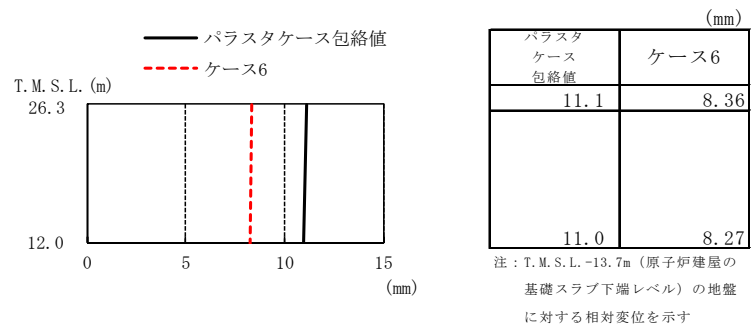 パラスタケース包絡値
ケース6
T.M.S.L.(m)
26.3
12.0
0 5 10 15
(mm)
(mm)
パラスタ
ケース
包絡値
ケース6
11.1 8.36
11.0 8.27
注：T.M.S.L.-13.7m（原子炉建屋の
基礎スラブ下端レベル）の地盤
に対する相対変位を示す